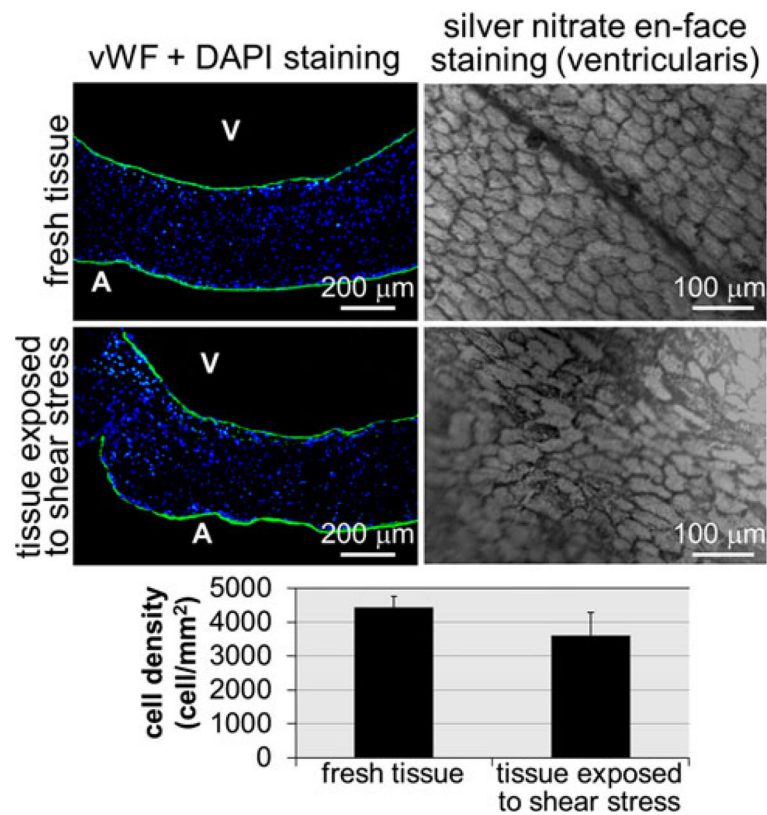 vWF + DAPI staining
silver nitrate en-face
staining (ventricularis)
fresh tissue
V
A
200 μm
100 μm
tissue exposed
to shear stress
V
A
200 μm
100 μm
cell density
(cell/mm²)
5000
4000
3000
2000
1000
0
fresh tissue
tissue exposed
to shear stress